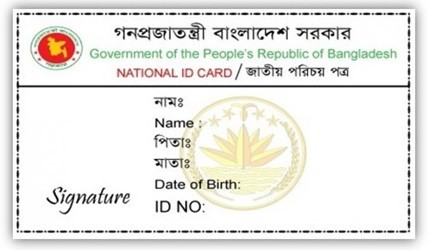 গনপ্রজাতন্ত্রী বাংলাদেশ সরকার
Government of the People's Republic of Bangladesh
NATIONAL ID CARD / জাতীয় পরিচয় পত্র
নামঃ
Name :
পিতাঃ
মাতাঃ
Date of Birth:
Signature
ID NO: